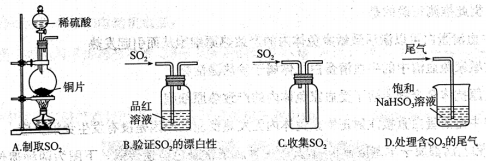 稀硫酸
铜片
A.制取SO₂
SO₂
品红
溶液
B.验证SO₂的漂白性
SO₂
C.收集SO₂
尾气
饱和
NaHSO₃溶液
D.处理含SO₂的尾气